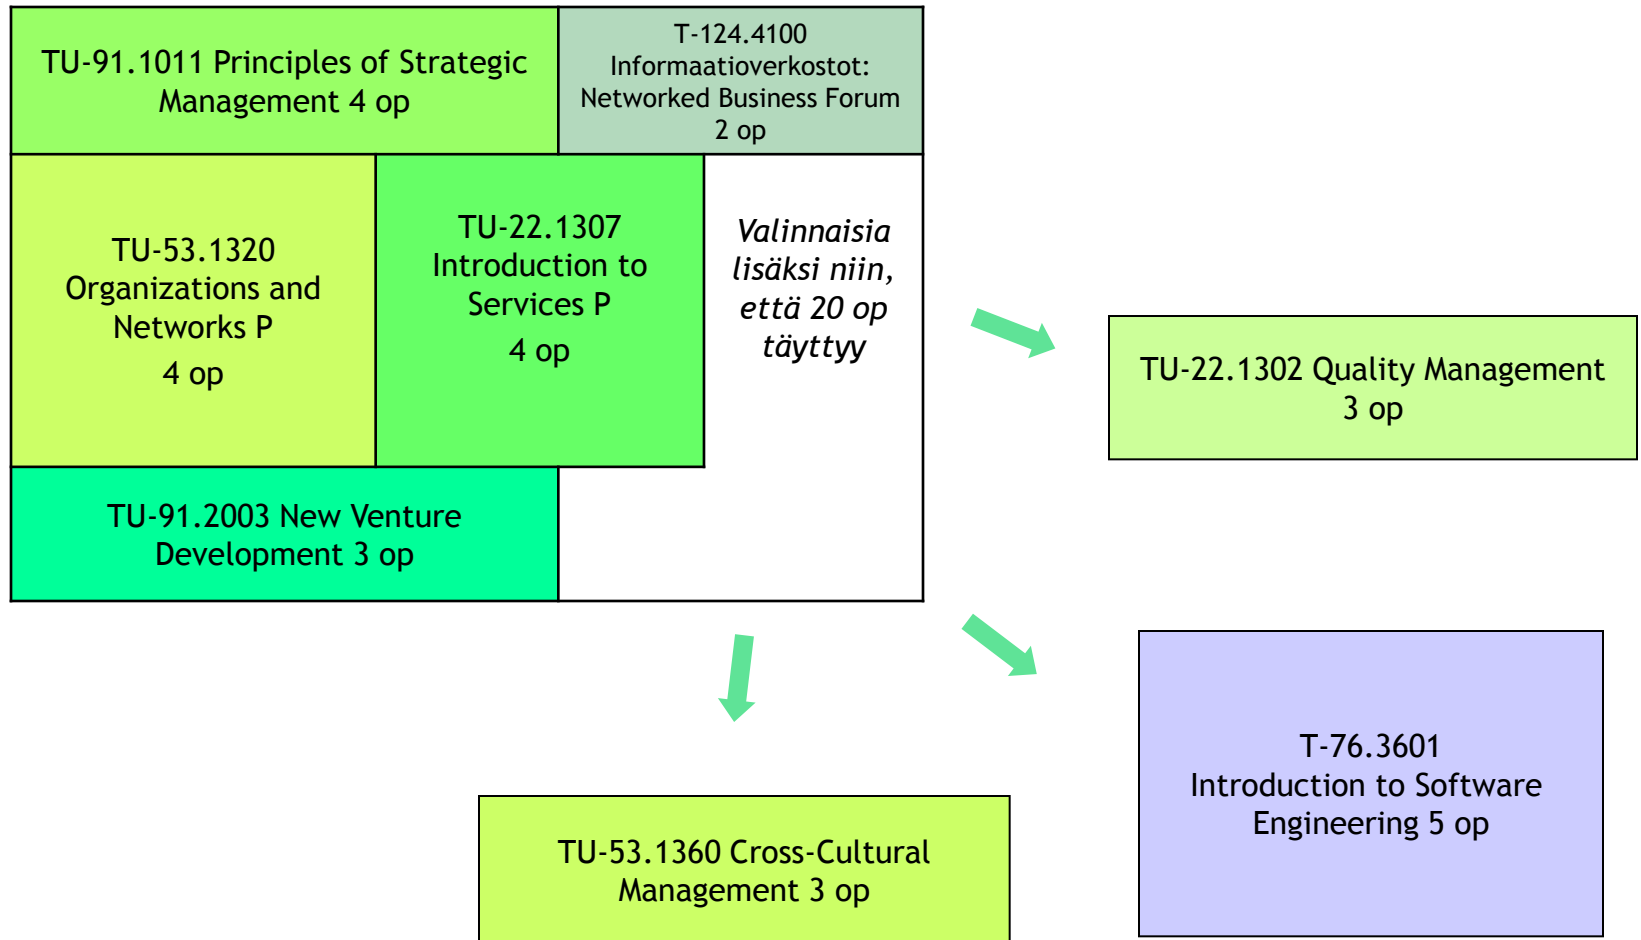 TU-91.1011 Principles of Strategic
Management 4 op
T-124.4100
Informaatioverkostot:
Networked Business Forum
2 op
TU-53.1320
Organizations and
Networks P
4 op
TU-22.1307
Introduction to
Services P
4 op
Valinnaisia
lisäksi niin,
että 20 op
täyttyy
TU-22.1302 Quality Management
3 op
TU-91.2003 New Venture
Development 3 op
T-76.3601
Introduction to Software
Engineering 5 op
TU-53.1360 Cross-Cultural
Management 3 op